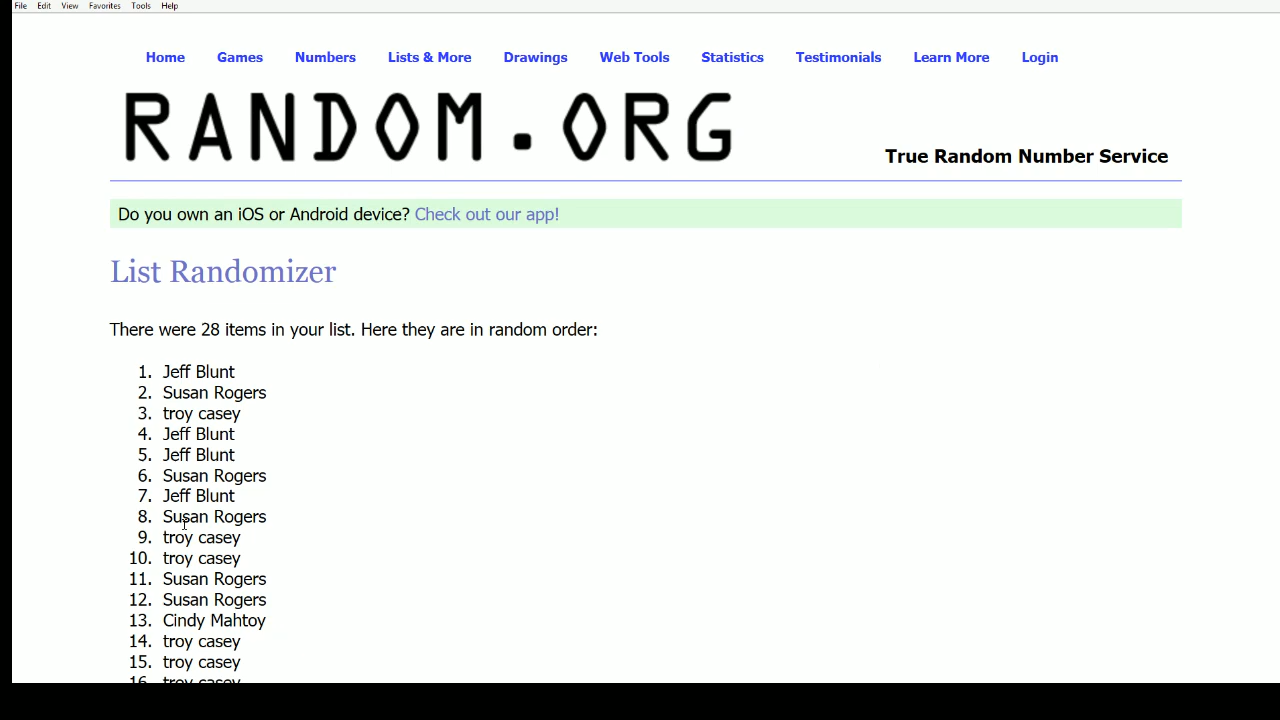 File Edit View Favorites Tools Help
Home Games Numbers Lists & More Drawings Web Tools Statistics Testimonials Learn More Login
RANDOM.ORG
True Random Number Service
Do you own an iOS or Android device? Check out our app!
List Randomizer
There were 28 items in your list. Here they are in random order:
1. Jeff Blunt
2. Susan Rogers
3. troy casey
4. Jeff Blunt
5. Jeff Blunt
6. Susan Rogers
7. Jeff Blunt
8. Susan Rogers
9. troy casey
10. troy casey
11. Susan Rogers
12. Susan Rogers
13. Cindy Mahtoy
14. troy casey
15. troy casey
16. troy casey